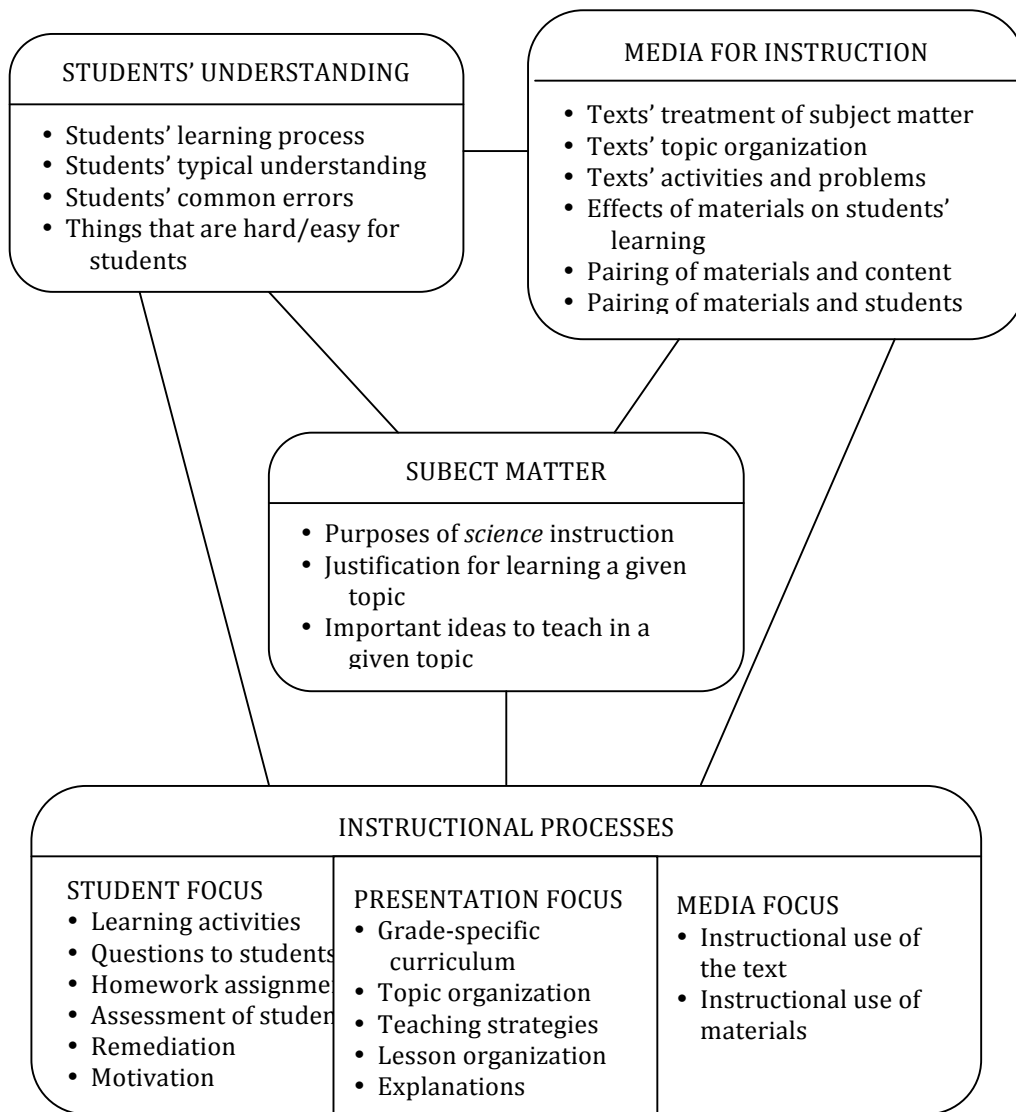 STUDENTS’ UNDERSTANDING
• Students’ learning process
• Students’ typical understanding
• Students’ common errors
• Things that are hard/easy for
students
MEDIA FOR INSTRUCTION
• Texts’ treatment of subject matter
• Texts’ topic organization
• Texts’ activities and problems
• Effects of materials on students’
learning
• Pairing of materials and content
• Pairing of materials and students
SUBECT MATTER
• Purposes of science instruction
• Justification for learning a given
topic
• Important ideas to teach in a
given topic
INSTRUCTIONAL PROCESSES
STUDENT FOCUS
• Learning activities
• Questions to students
• Homework assignme
• Assessment of studen
• Remediation
• Motivation
PRESENTATION FOCUS
• Grade-specific
curriculum
• Topic organization
• Teaching strategies
• Lesson organization
• Explanations
MEDIA FOCUS
• Instructional use of
the text
• Instructional use of
materials